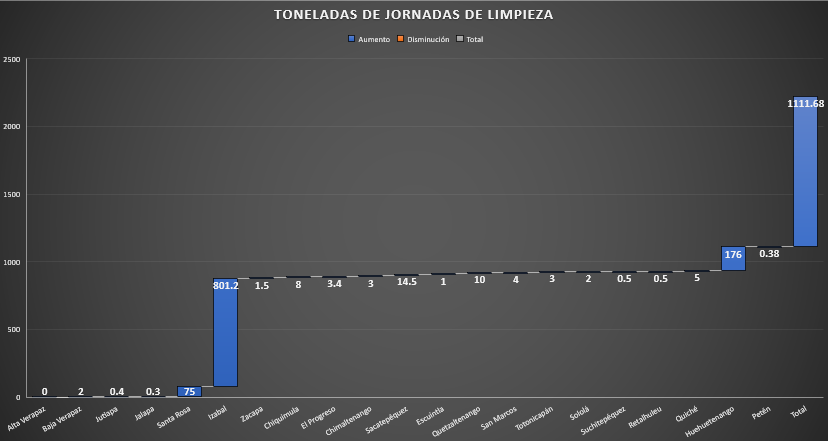 TONELADAS DE JORNADAS DE LIMPIEZA
Aumento Disminución Total
2500
2000
1500
1000
500
0
0 2 0.4 0.3 75 801.2 1.5 8 3.4 3 14.5 1 10 4 3 2 0.5 0.5 5 176 0.38 1111.68
Alta Verapaz Baja Verapaz Jutiapa Jalapa Santa Rosa Izabal Zacapa Chiquimula El Progreso Chimaltenango Sacatepéquez Escuintla Quetzaltenango San Marcos Totonicapán Sololá Suchitepéquez Retalhuleu Quiché Huehuetenango Petén Total